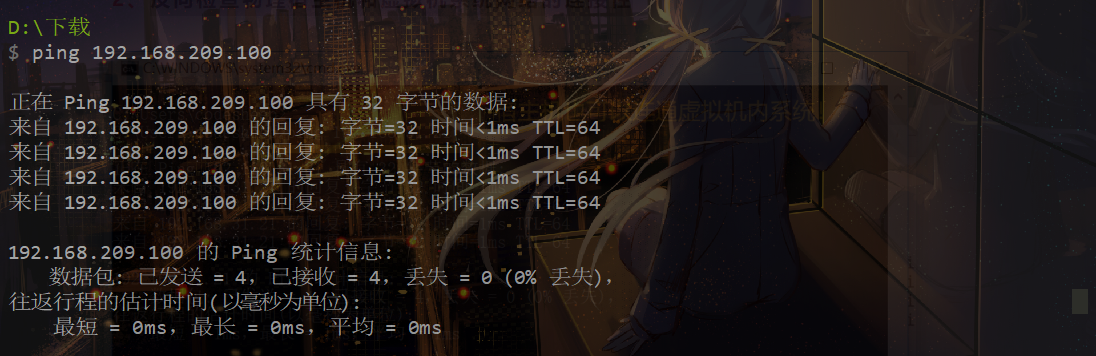 D:\下载
$ ping 192.168.209.100
正在 Ping 192.168.209.100 具有 32 字节的数据:
来自 192.168.209.100 的回复: 字节=32 时间<1ms TTL=64
来自 192.168.209.100 的回复: 字节=32 时间<1ms TTL=64
来自 192.168.209.100 的回复: 字节=32 时间<1ms TTL=64
来自 192.168.209.100 的回复: 字节=32 时间<1ms TTL=64
192.168.209.100 的 Ping 统计信息:
数据包: 已发送 = 4，已接收 = 4，丢失 = 0 (0% 丢失)，
往返行程的估计时间(以毫秒为单位):
最短 = 0ms，最长 = 0ms，平均 = 0ms